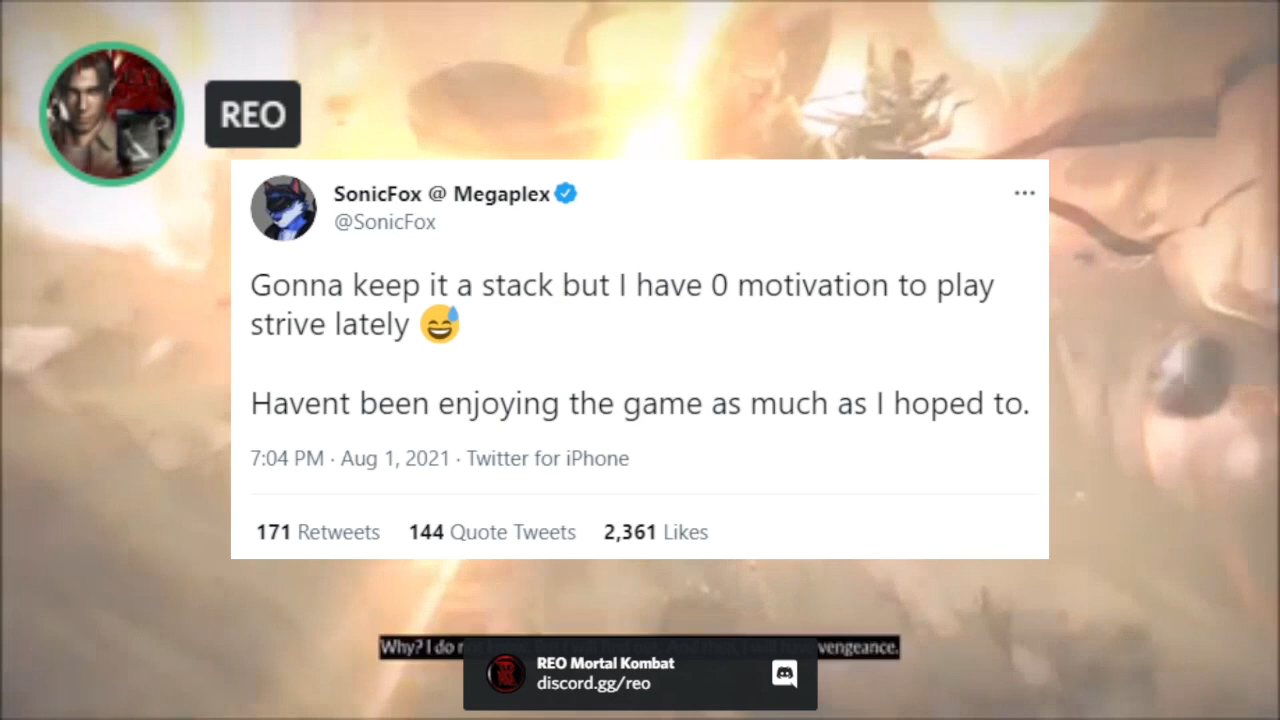 REO
SonicFox @ Megaplex
@SonicFox
Gonna keep it a stack but I have 0 motivation to play
strive lately 😅
Havent been enjoying the game as much as I hoped to.
7:04 PM · Aug 1, 2021 · Twitter for iPhone
171 Retweets 144 Quote Tweets 2,361 Likes
Why? I do vengeance.
REO Mortal Kombat
discord.gg/reo